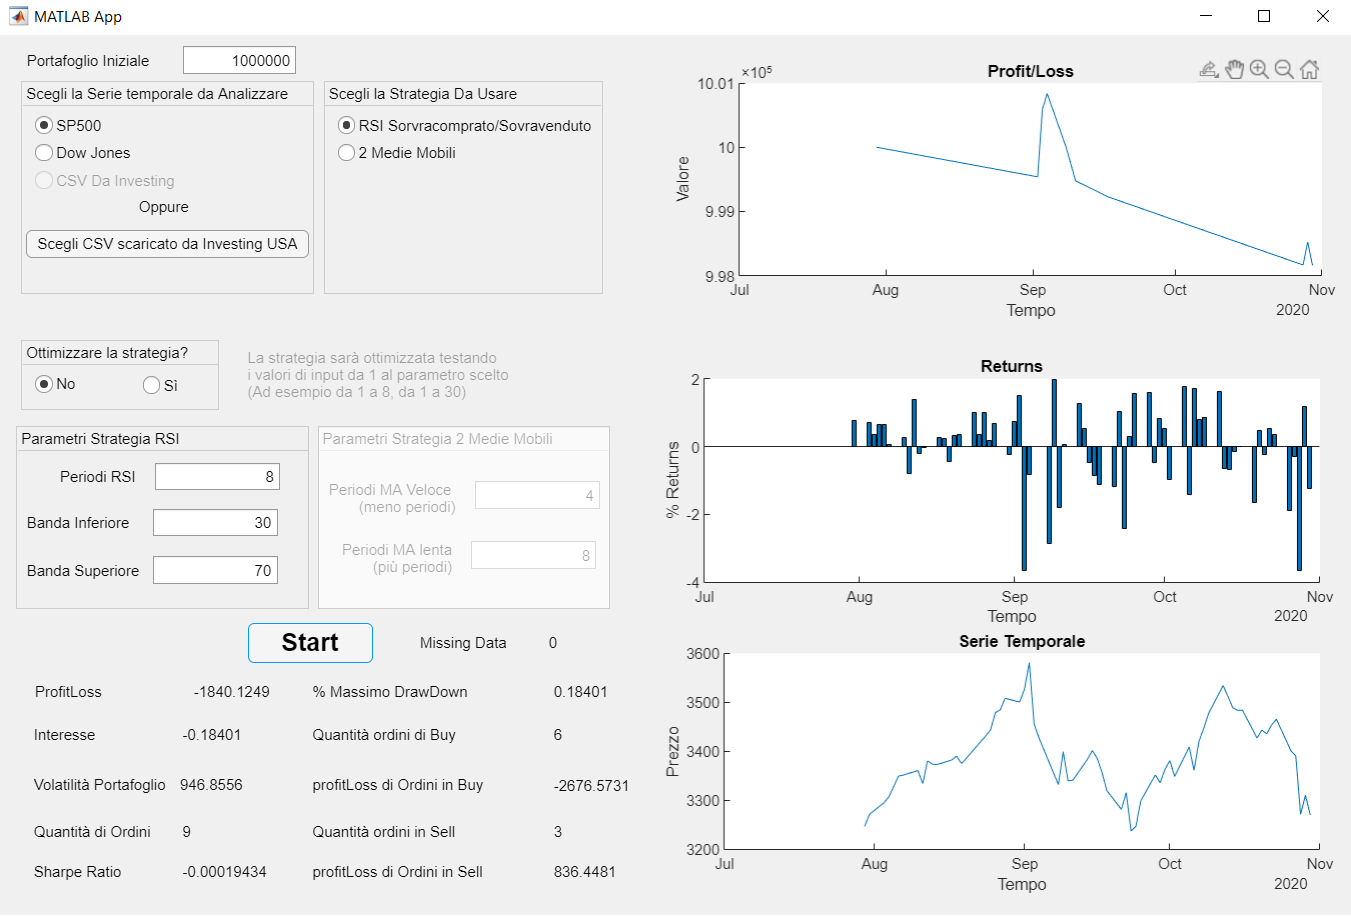 MATLAB App
Portafoglio Iniziale 1000000
Scegli la Serie temporale da Analizzare
SP500
Dow Jones
CSV Da Investing
Oppure
Scegli CSV scaricato da Investing USA
Scegli la Strategia Da Usare
RSI Sorvracomprato/Sovravenduto
2 Medie Mobili
Ottimizzare la strategia?
No Sì
La strategia sarà ottimizzata testando
i valori di input da 1 al parametro scelto
(Ad esempio da 1 a 8, da 1 a 30)
Parametri Strategia RSI
Periodi RSI 8
Banda Inferiore 30
Banda Superiore 70
Parametri Strategia 2 Medie Mobili
Periodi MA Veloce
(meno periodi) 4
Periodi MA lenta
(più periodi) 8
Start
Missing Data 0
ProfitLoss -1840.1249 % Massimo DrawDown 0.18401
Interesse -0.18401 Quantità ordini di Buy 6
Volatilità Portafoglio 946.8556 profitLoss di Ordini in Buy -2676.5731
Quantità di Ordini 9 Quantità ordini in Sell 3
Sharpe Ratio -0.00019434 profitLoss di Ordini in Sell 836.4481
×10⁵ Profit/Loss
10.01
10
9.99
9.98
Valore
Jul Aug Sep Oct Nov
Tempo 2020
Returns
2
0
-2
-4
% Returns
Jul Aug Sep Oct Nov
Tempo 2020
Serie Temporale
3600
3500
3400
3300
3200
Prezzo
Jul Aug Sep Oct Nov
Tempo 2020